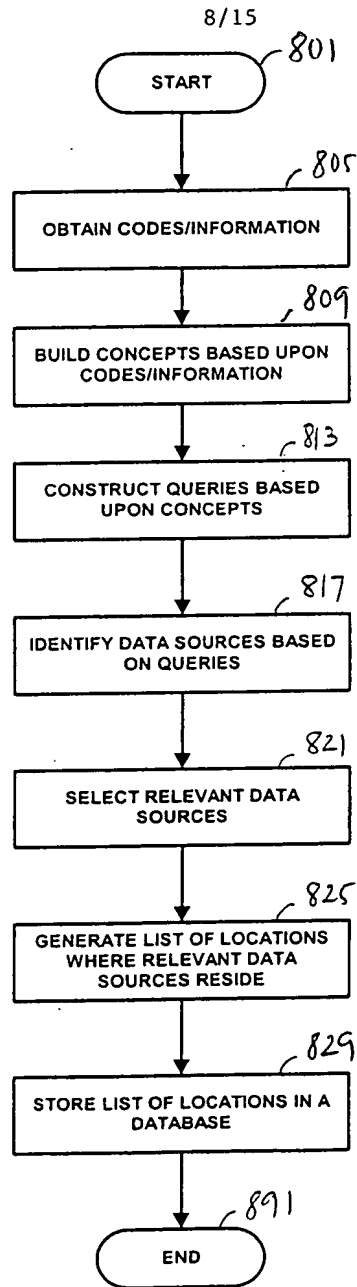 8/15
801
START
805
OBTAIN CODES/INFORMATION
809
BUILD CONCEPTS BASED UPON
CODES/INFORMATION
813
CONSTRUCT QUERIES BASED
UPON CONCEPTS
817
IDENTIFY DATA SOURCES BASED
ON QUERIES
821
SELECT RELEVANT DATA
SOURCES
825
GENERATE LIST OF LOCATIONS
WHERE RELEVANT DATA
SOURCES RESIDE
829
STORE LIST OF LOCATIONS IN A
DATABASE
891
END